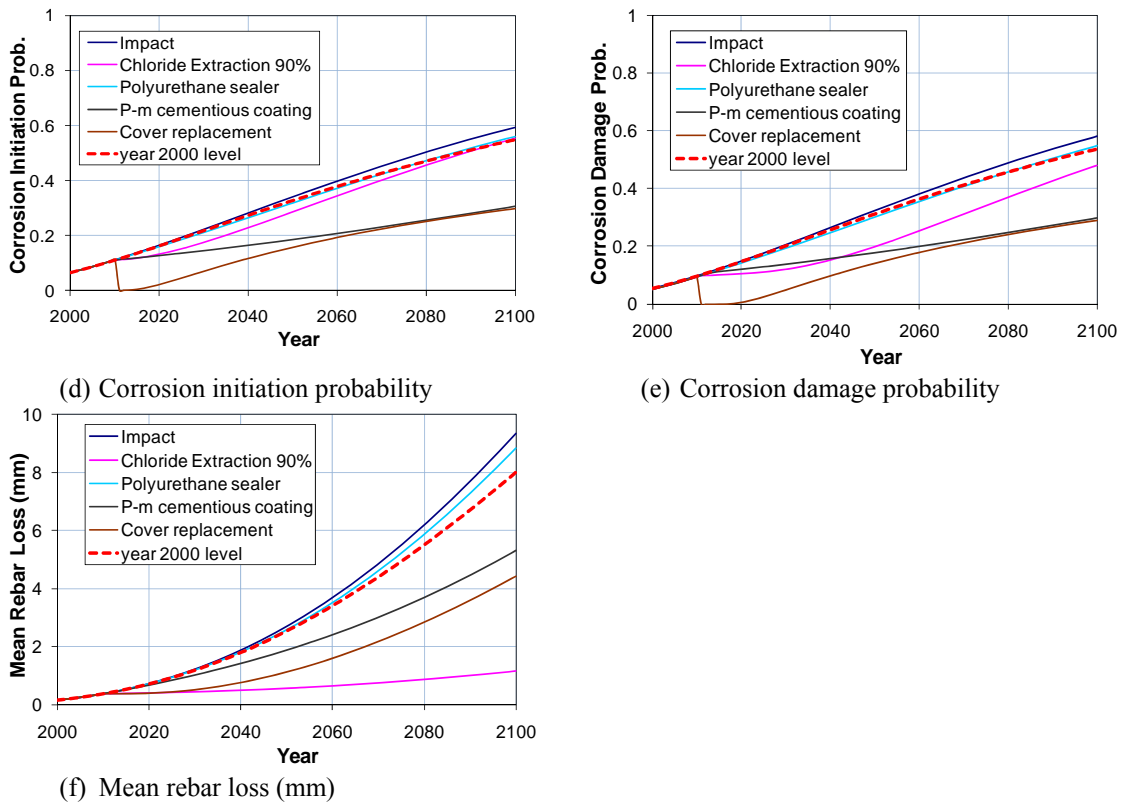 Corrosion Initiation Prob.
1
0.8
0.6
0.4
0.2
0
Impact
Chloride Extraction 90%
Polyurethane sealer
P-m cementious coating
Cover replacement
year 2000 level
2000 2020 2040 2060 2080 2100
Year
(d) Corrosion initiation probability
Corrosion Damage Prob.
1
0.8
0.6
0.4
0.2
0
Impact
Chloride Extraction 90%
Polyurethane sealer
P-m cementious coating
Cover replacement
year 2000 level
2000 2020 2040 2060 2080 2100
Year
(e) Corrosion damage probability
Mean Rebar Loss (mm)
10
8
6
4
2
0
Impact
Chloride Extraction 90%
Polyurethane sealer
P-m cementious coating
Cover replacement
year 2000 level
2000 2020 2040 2060 2080 2100
Year
(f) Mean rebar loss (mm)